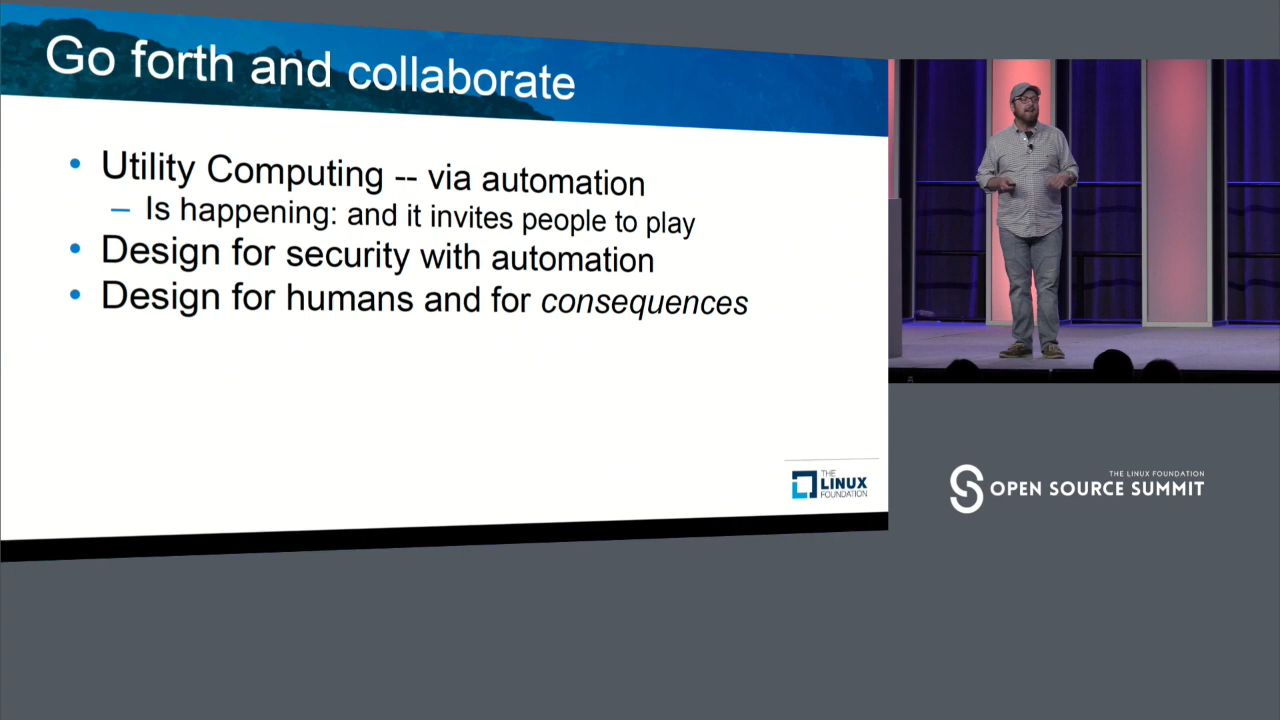 Go forth and collaborate
• Utility Computing -- via automation
– Is happening: and it invites people to play
• Design for security with automation
• Design for humans and for consequences
THE
LINUX
FOUNDATION
THE LINUX FOUNDATION
OPEN SOURCE SUMMIT